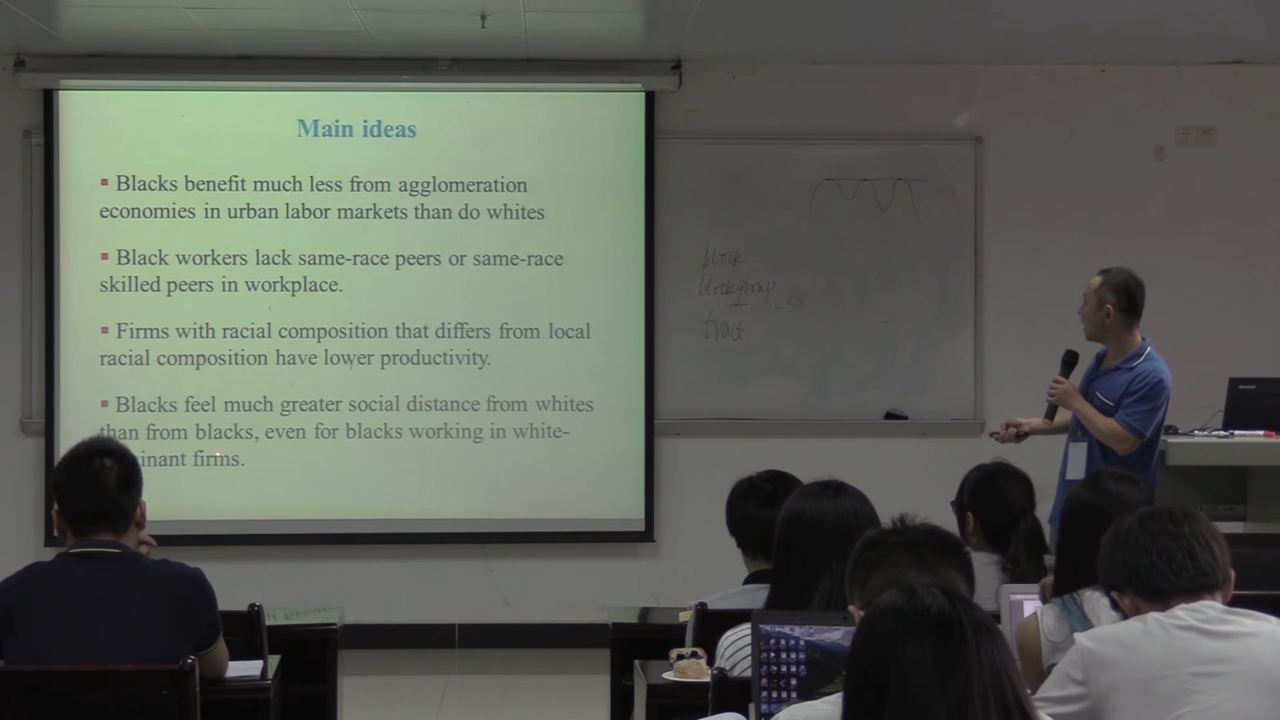 Main ideas
▪ Blacks benefit much less from agglomeration
economies in urban labor markets than do whites
▪ Black workers lack same-race peers or same-race
skilled peers in workplace.
▪ Firms with racial composition that differs from local
racial composition have lower productivity.
▪ Blacks feel much greater social distance from whites
than from blacks, even for blacks working in white-
inant firms.
block
blockgroup
tract